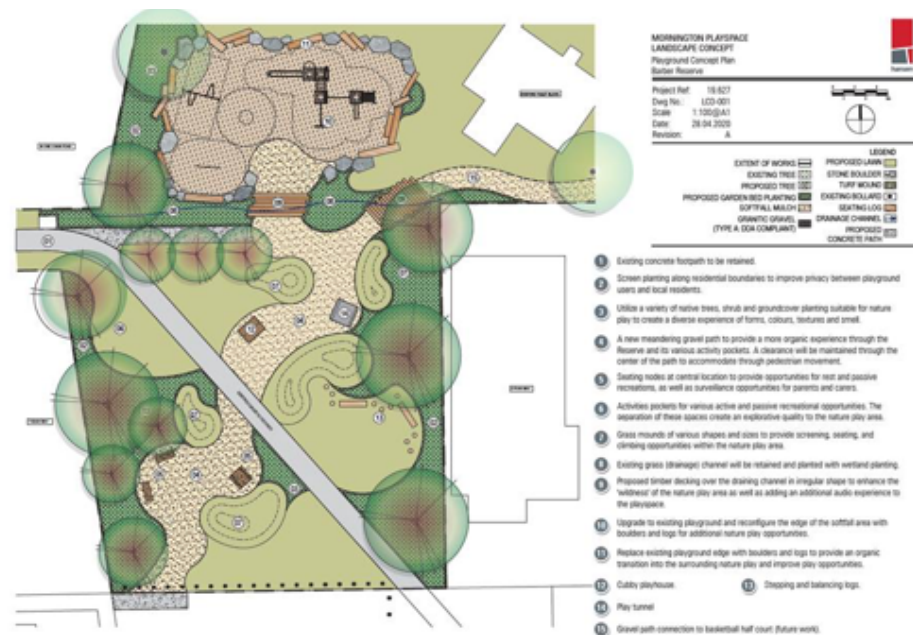 MORNINGTON PLAYSPACE
LANDSCAPE CONCEPT
Playground Concept Plan
Barber Reserve
Project Ref: 19.627
Dwg No.: LCD-001
Scale 1:100@A1
Date: 28.04.2020
Revision: A
LEGEND
EXTENT OF WORKS
EXISTING TREE
PROPOSED TREE
PROPOSED GARDEN BED PLANTING
SOFTFALL MULCH
GRANITIC GRAVEL
(TYPE A: DDA COMPLIANT)
PROPOSED LAWN
STONE BOULDER
TURF MOUND
EXISTING BOLLARD
SEATING LOG
DRAINAGE CHANNEL
PROPOSED
CONCRETE PATH
1 Existing concrete footpath to be retained.
2 Screen planting along residential boundaries to improve privacy between playground
users and local residents.
3 Utilize a variety of native trees, shrub and groundcover planting suitable for nature
play to create a diverse experience of forms, colours, textures and smell.
4 A new meandering gravel path to provide a more organic experience through the
Reserve and its various activity pockets. A clearance will be maintained through the
center of the path to accommodate through pedestrian movement.
5 Seating nodes at central location to provide opportunities for rest and passive
recreations, as well as surveillance opportunities for parents and carers.
6 Activities pockets for various active and passive recreational opportunities. The
separation of these spaces create an explorative quality to the nature play area.
7 Grass mounds of various shapes and sizes to provide screening, seating, and
climbing opportunities within the nature play area.
8 Existing grass (drainage) channel will be retained and planted with wetland planting.
9 Proposed timber decking over the draining channel in irregular shape to enhance the
'wildness' of the nature play area as well as adding an additional audio experience to
the playspace.
10 Upgrade to existing playground and reconfigure the edge of the softfall area with
boulders and logs for additional nature play opportunities.
11 Replace existing playground edge with boulders and logs to provide an organic
transition into the surrounding nature play and improve play opportunities.
12 Cubby playhouse.
13 Stepping and balancing logs.
14 Play tunnel
15 Gravel path connection to basketball half court (future work).